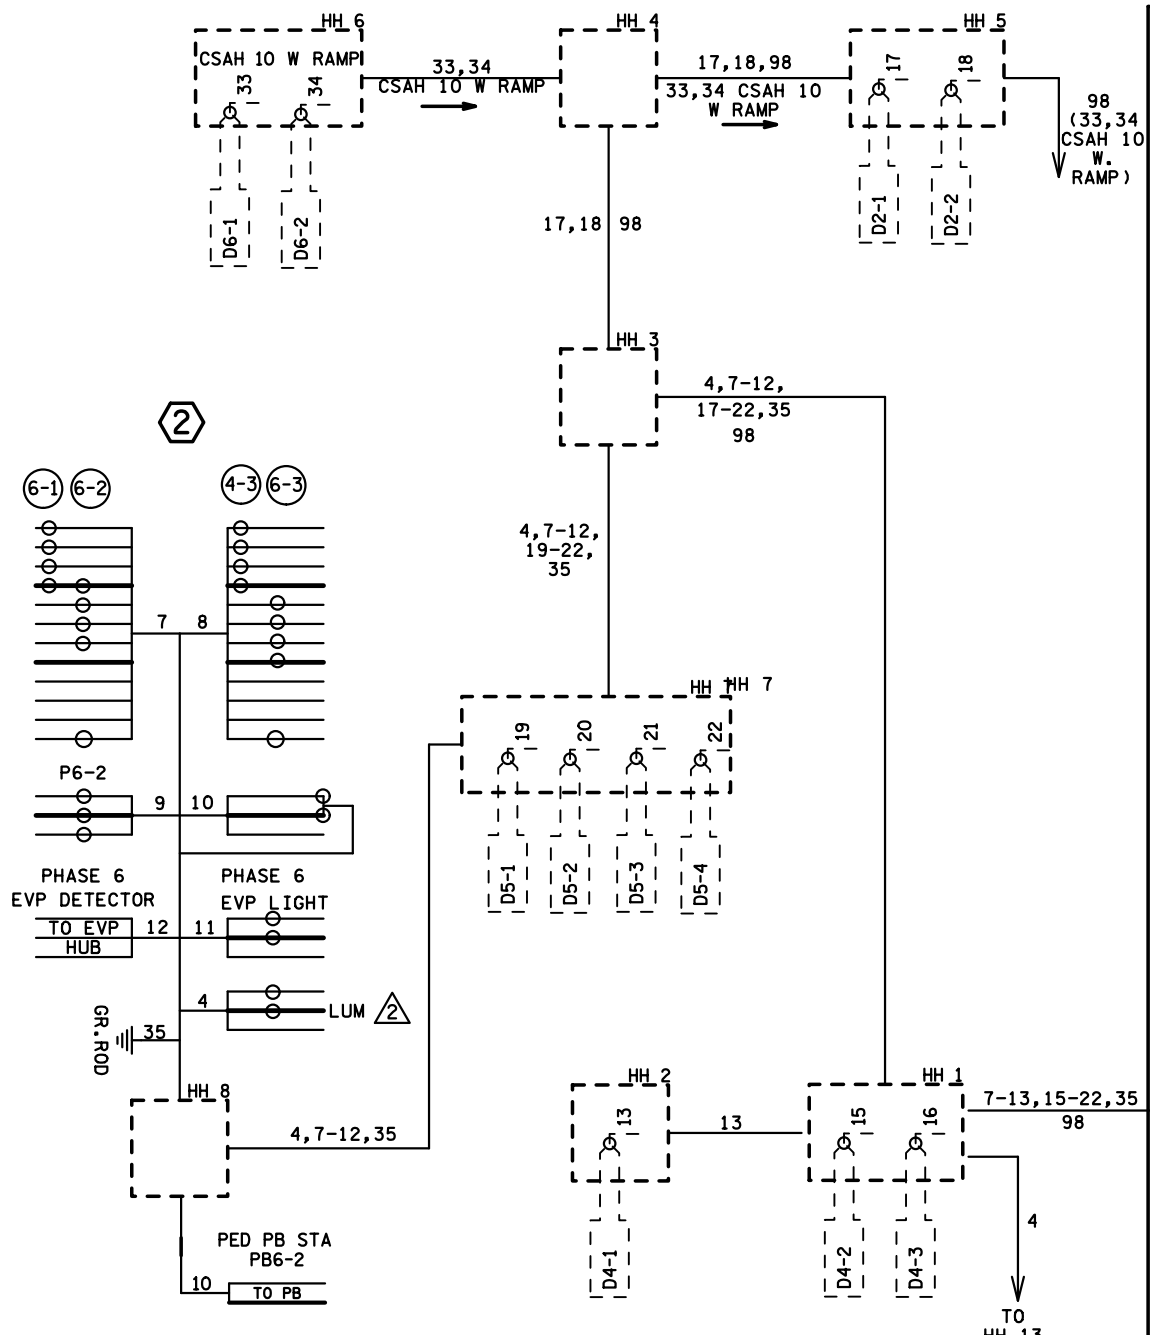 HH 6
HH 4
HH 5
CSAH 10 W RAMP
33
34
33,34
CSAH 10 W RAMP
17,18,98
33,34 CSAH 10
W RAMP
17
18
98
(33,34
CSAH 10
W.
RAMP)
D6-1
D6-2
D2-1
D2-2
17,18
98
HH 3
4,7-12,
17-22,35
98
2
6-1
6-2
4-3
6-3
4,7-12,
19-22,
35
7
8
HH 7
HH 7
19
20
21
22
P6-2
9
10
D5-1
D5-2
D5-3
D5-4
PHASE 6
EVP DETECTOR
PHASE 6
EVP LIGHT
TO EVP
HUB
12
11
4
LUM
2
GR.ROD
35
HH 8
4,7-12,35
HH 2
13
13
HH 1
15
16
7-13,15-22,35
98
4
D4-1
D4-2
D4-3
PED PB STA
PB6-2
10
TO PB
TO
HH 13